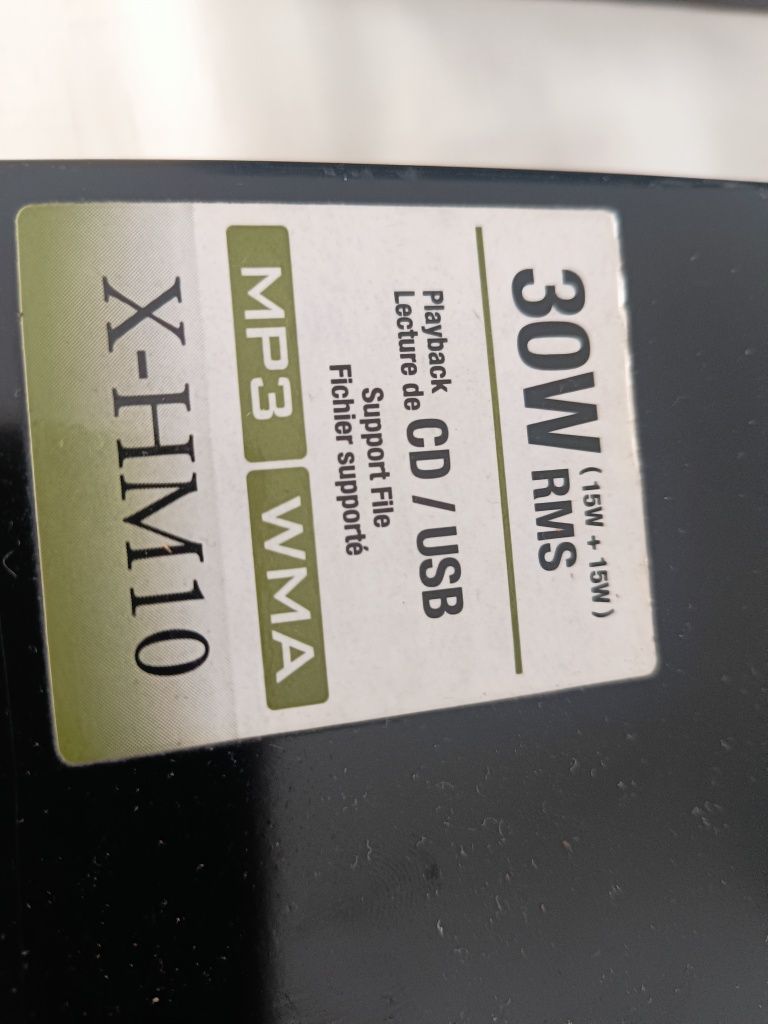 30W (15W + 15W)
RMS
Playback
Lecture de CD / USB
Support File
Fichier supporté
MP3 WMA
X-HM10